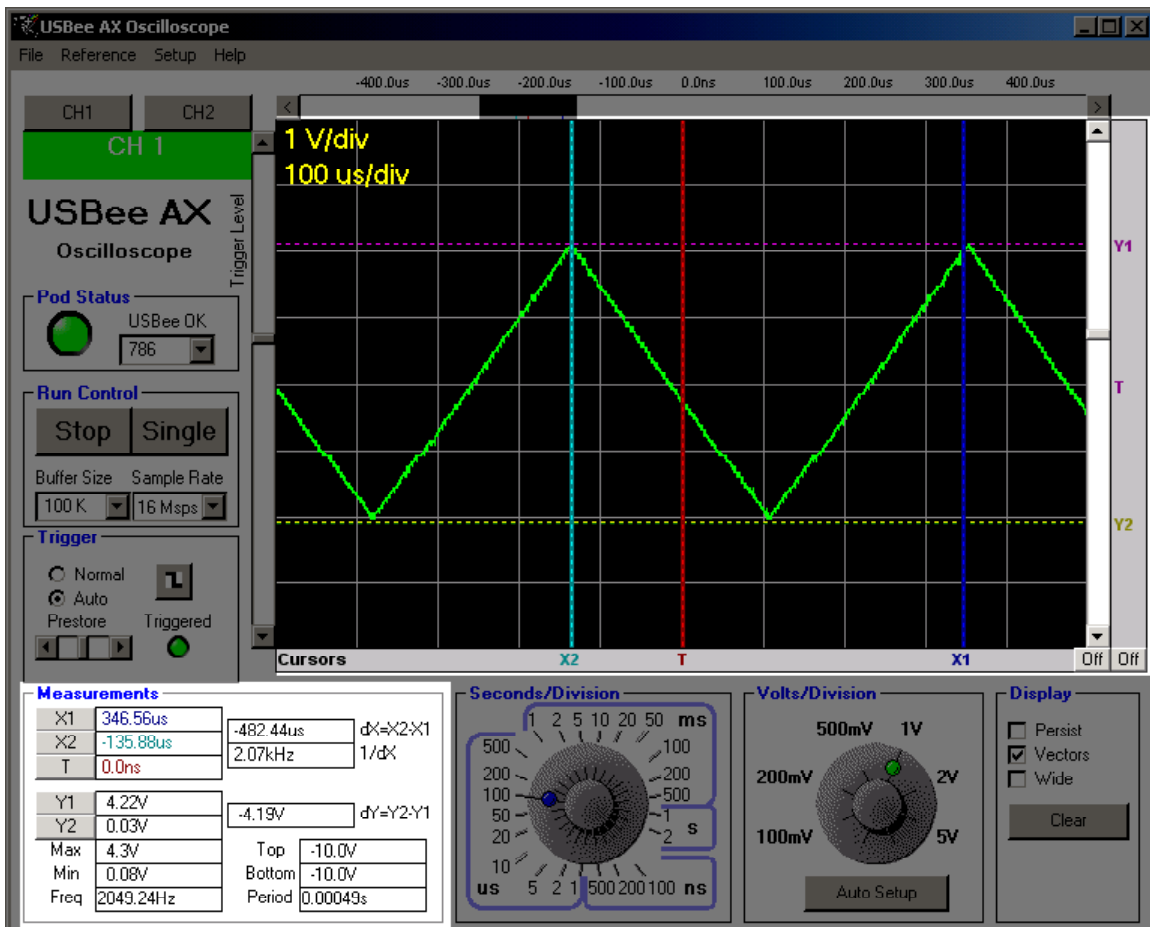 USBee AX Oscilloscope
File Reference Setup Help
-400.0us -300.0us -200.0us -100.0us 0.0ns 100.0us 200.0us 300.0us 400.0us
CH1 CH2
CH 1
1 V/div
100 us/div
USBee AX
Oscilloscope
Trigger Level
Y1
Pod Status
USBee OK
786
T
Run Control
Stop Single
Buffer Size Sample Rate
100 K 16 Msps
Y2
Trigger
Normal
Auto
Prestore Triggered
Cursors X2 T X1 Off Off
Measurements
X1 346.56us
X2 -135.88us
T 0.0ns
-482.44us dX=X2-X1
2.07kHz 1/dX
Y1 4.22V
Y2 0.03V
-4.19V dY=Y2-Y1
Max 4.3V Top -10.0V
Min 0.08V Bottom -10.0V
Freq 2049.24Hz Period 0.00049s
Seconds/Division
1 2 5 10 20 50 ms
500 100
200 200
100 500
50 1
20 2 s
10
us 5 2 1 500 200 100 ns
Volts/Division
500mV 1V
200mV 2V
100mV 5V
Auto Setup
Display
Persist
Vectors
Wide
Clear